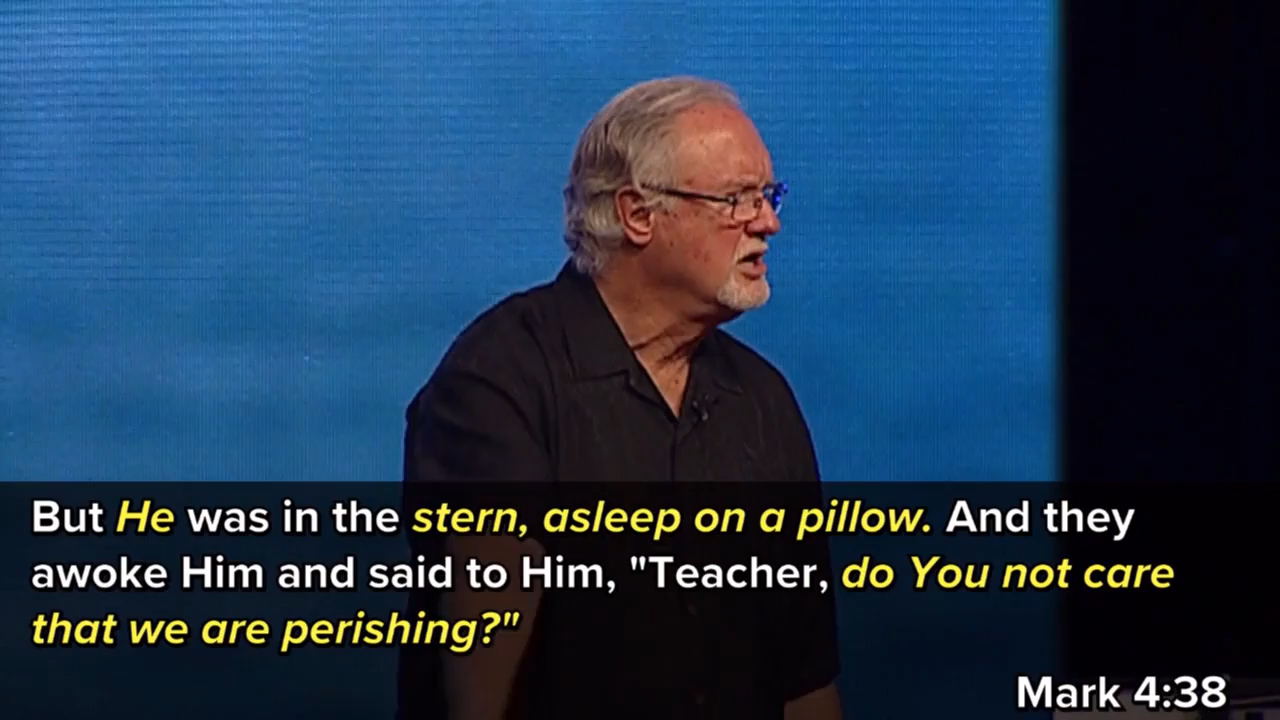 But He was in the stern, asleep on a pillow. And they
awoke Him and said to Him, "Teacher, do You not care
that we are perishing?"
Mark 4:38